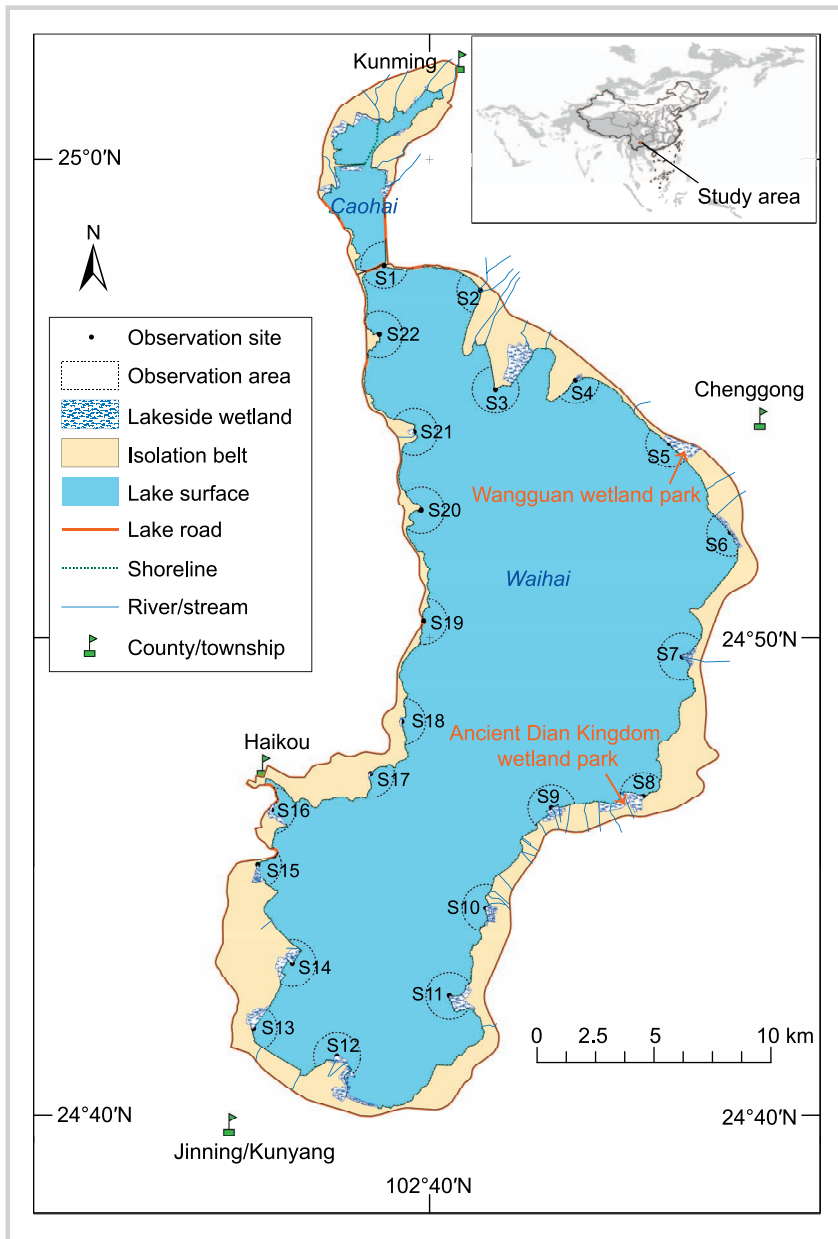 Kunming
25°0′N
Study area
Caohai
N
S1
S2
Observation site
S22
Observation area
Lakeside wetland
Chenggong
S3
S4
S21
S5
Isolation belt
Lake surface
Wangguan wetland park
S20
Lake road
S6
Shoreline
Waihai
River/stream
S19
County/township
24°50′N
S7
S18
Ancient Dian Kingdom
wetland park
Haikou
S17
S8
S9
S16
S15
S10
S14
S11
S13
S12
0 2.5 5 10 km
24°40′N
24°40′N
Jinning/Kunyang
102°40′N